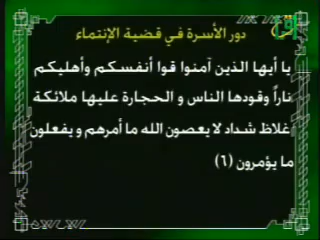 دور الأسرة في قضية الإنتماء
يا أيها الذين آمنوا قوا أنفسكم وأهليكم
ناراً وقودها الناس و الحجارة عليها ملائكة
غلاظ شداد لا يعصون الله ما أمرهم و يفعلون
ما يؤمرون (٦)